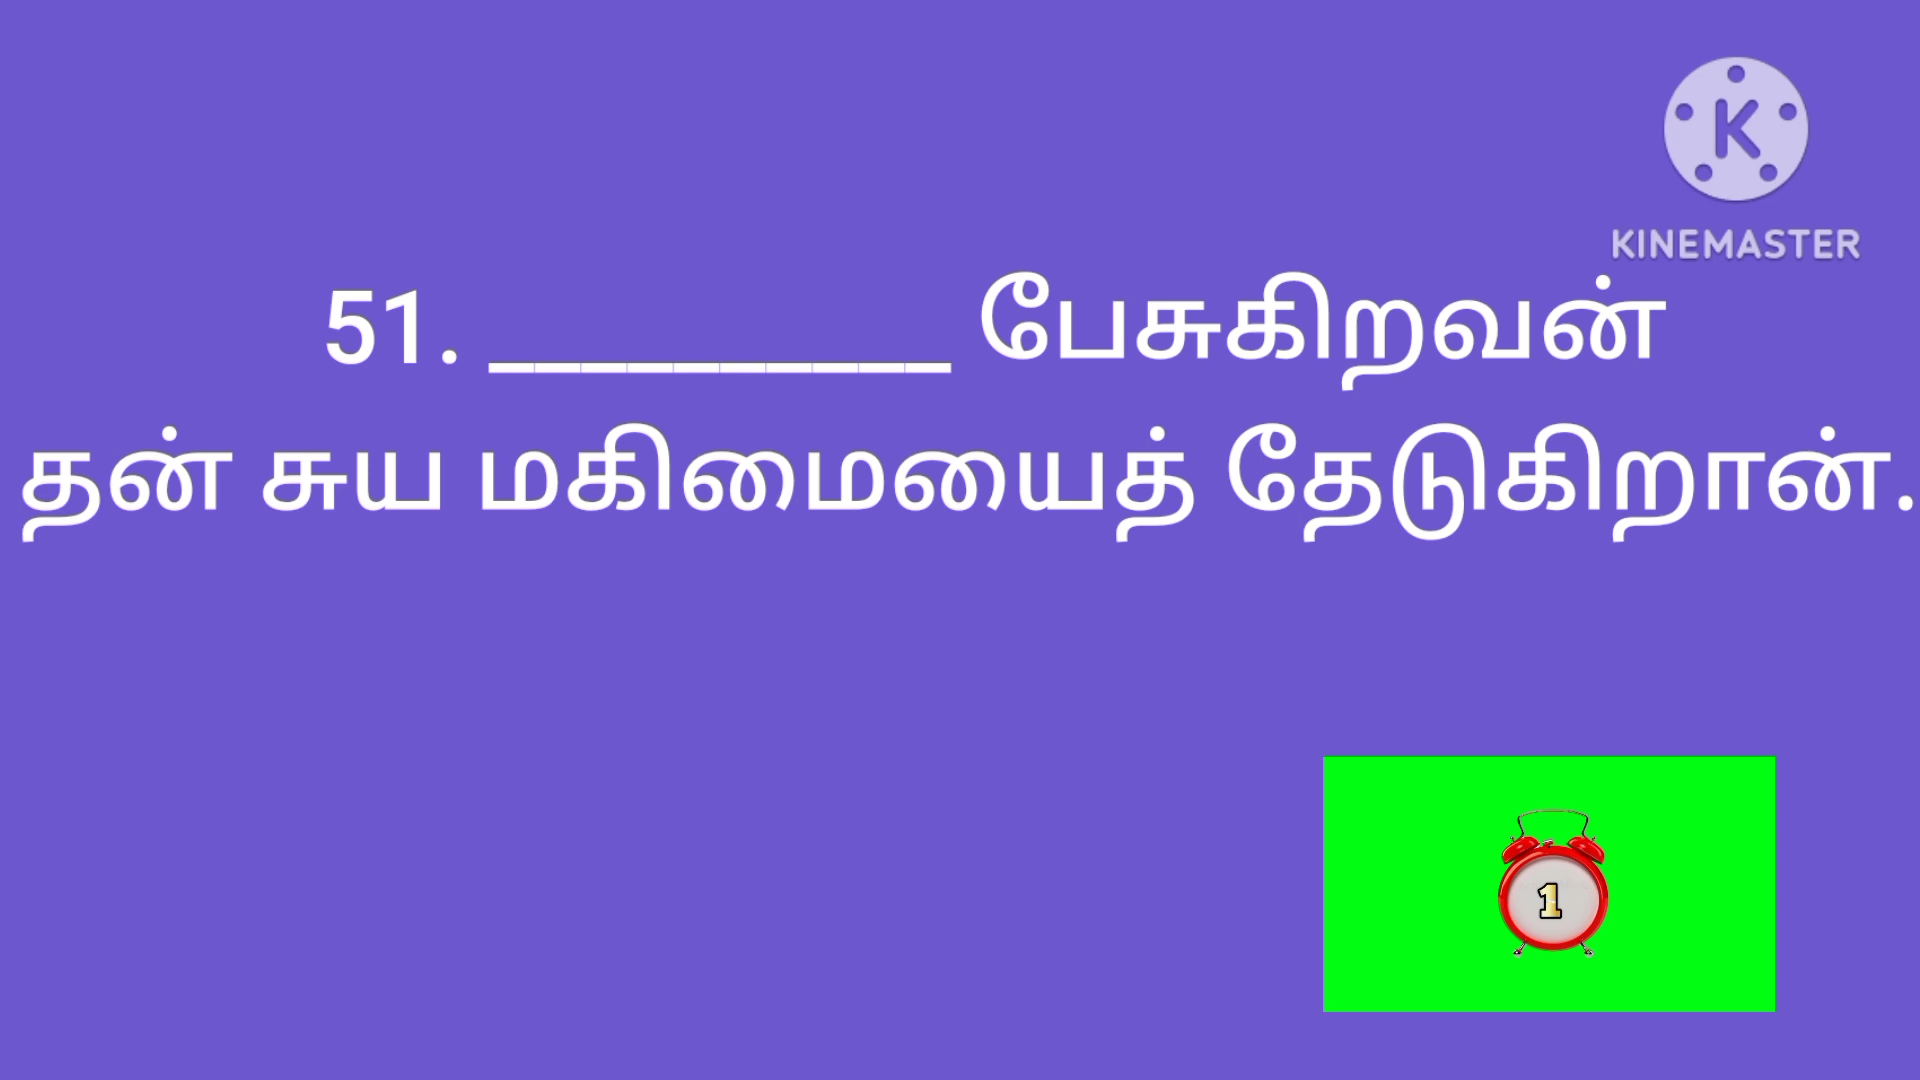 K
KINEMASTER
51. __________ பேசுகிறவன்
தன் சுய மகிமையைத் தேடுகிறான்.
1